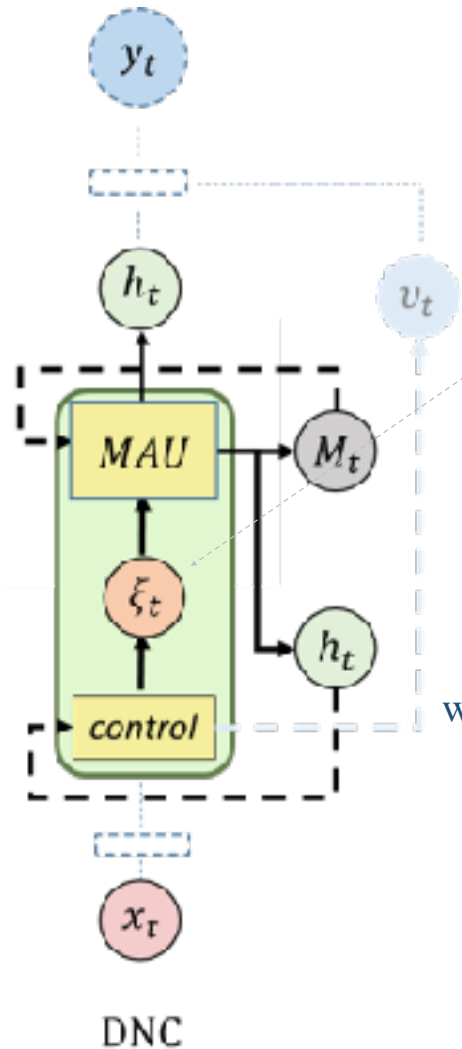 y_t
h_t
v_t
MAU
M_t
ξ_t
h_t
control
w
x_t
DNC